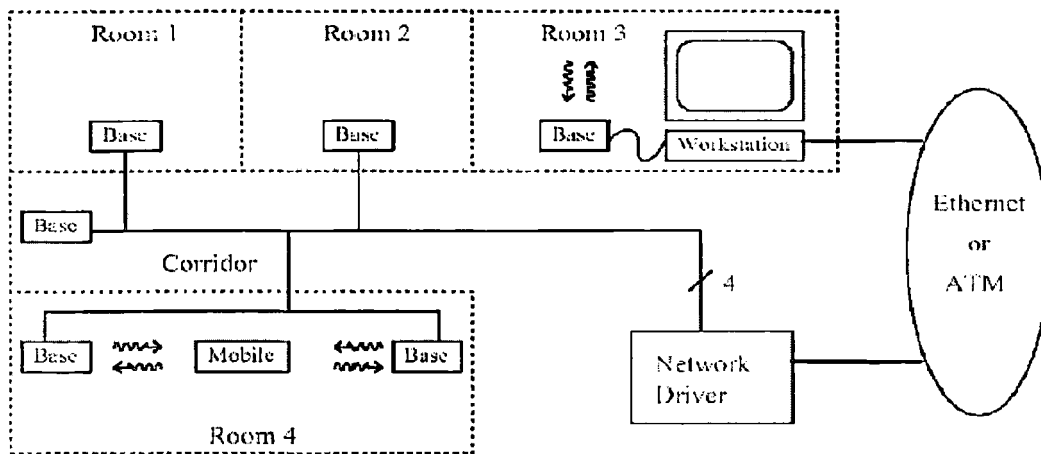 Room 1
Room 2
Room 3
Base
Base
Base
Workstation
Base
Corridor
Ethernet
or
ATM
4
Base
Mobile
Base
Network
Driver
Room 4